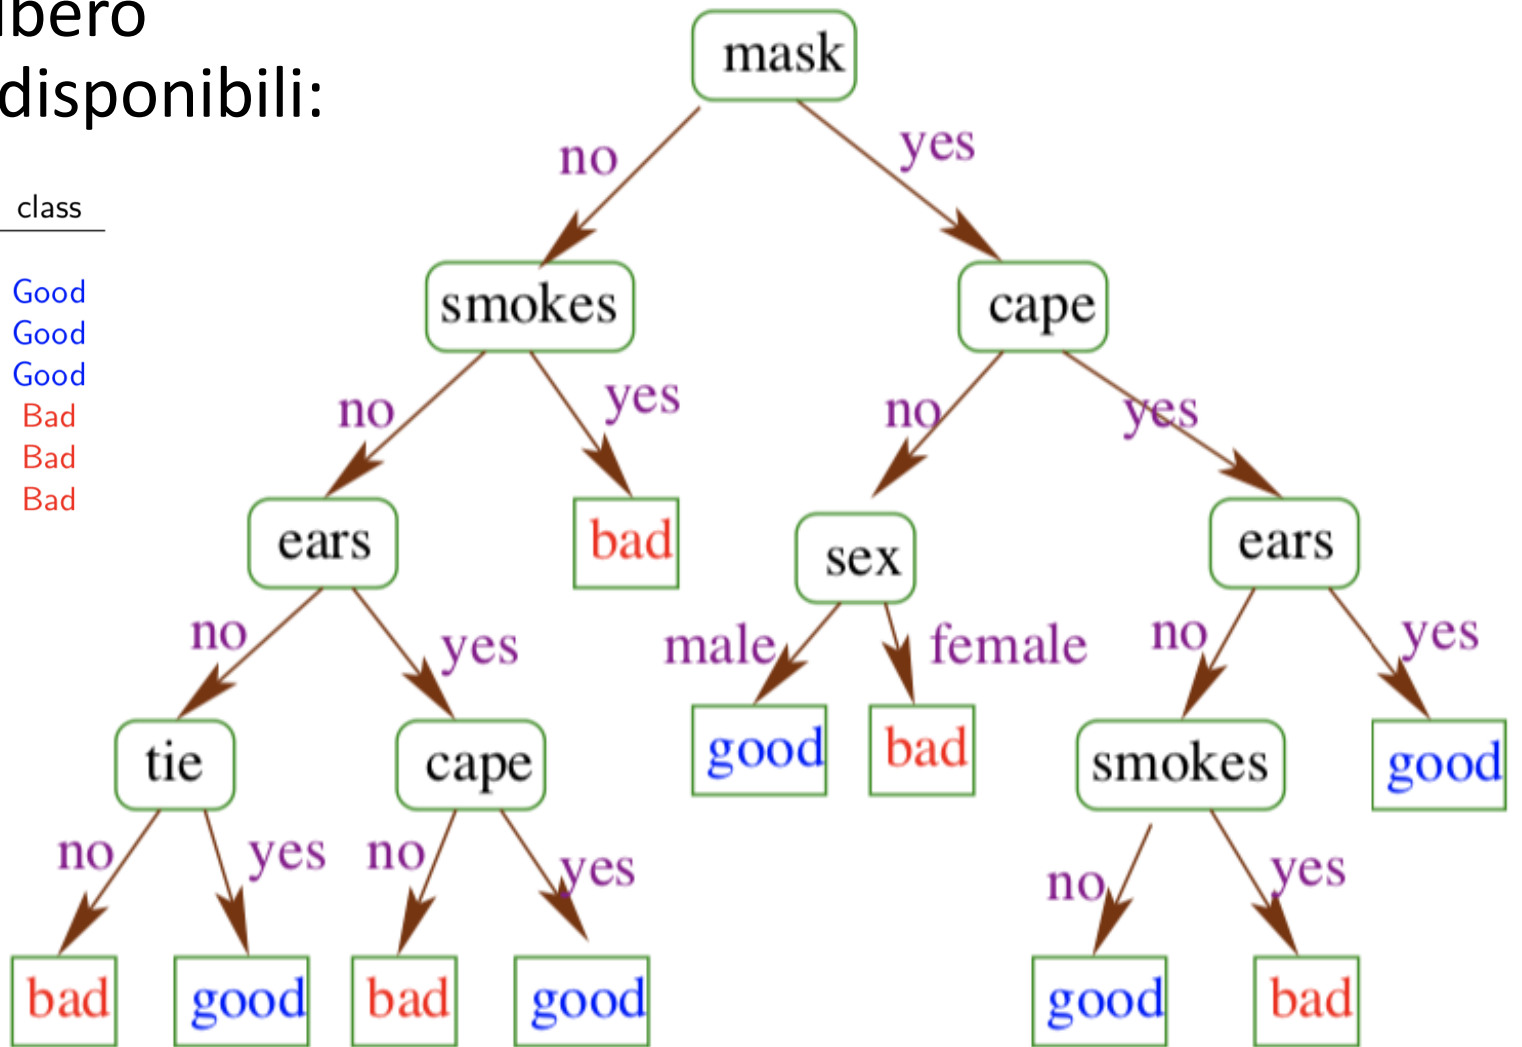 disponibili:
class
Good
Good
Good
Bad
Bad
Bad
mask
no yes
smokes cape
no yes no yes
ears bad sex ears
no yes male female no yes
tie cape good bad smokes good
no yes no yes no yes
bad good bad good good bad